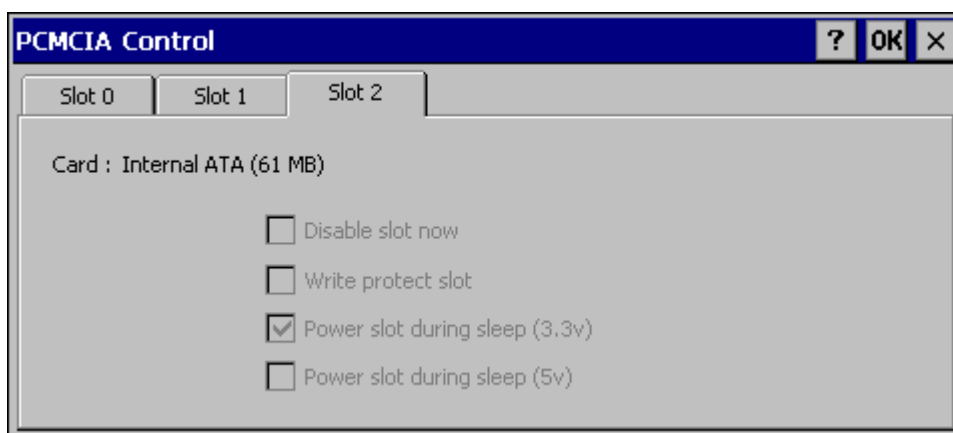 PCMCIA Control ? OK ×
Slot 0 Slot 1 Slot 2
Card : Internal ATA (61 MB)
Disable slot now
Write protect slot
Power slot during sleep (3.3v)
Power slot during sleep (5v)